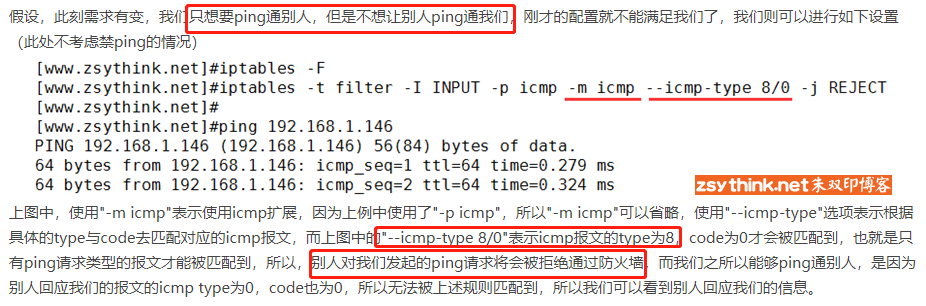 假设，此刻需求有变，我们只想要ping通别人，但是不想让别人ping通我们，刚才的配置就不能满足我们了，我们则可以进行如下设置
（此处不考虑禁ping的情况）
[www.zsythink.net]#iptables -F
[www.zsythink.net]#iptables -t filter -I INPUT -p icmp -m icmp --icmp-type 8/0 -j REJECT
[www.zsythink.net]#
[www.zsythink.net]#ping 192.168.1.146
PING 192.168.1.146 (192.168.1.146) 56(84) bytes of data.
64 bytes from 192.168.1.146: icmp_seq=1 ttl=64 time=0.279 ms
64 bytes from 192.168.1.146: icmp_seq=2 ttl=64 time=0.324 ms
zsythink.net朱双印博客
上图中，使用"-m icmp"表示使用icmp扩展，因为上例中使用了"-p icmp"，所以"-m icmp"可以省略，使用"--icmp-type"选项表示根据
具体的type与code去匹配对应的icmp报文，而上图中的"--icmp-type 8/0"表示icmp报文的type为8，code为0才会被匹配到，也就是只
有ping请求类型的报文才能被匹配到，所以，别人对我们发起的ping请求将会被拒绝通过防火墙，而我们之所以能够ping通别人，是因为
别人回应我们的报文的icmp type为0，code也为0，所以无法被上述规则匹配到，所以我们可以看到别人回应我们的信息。